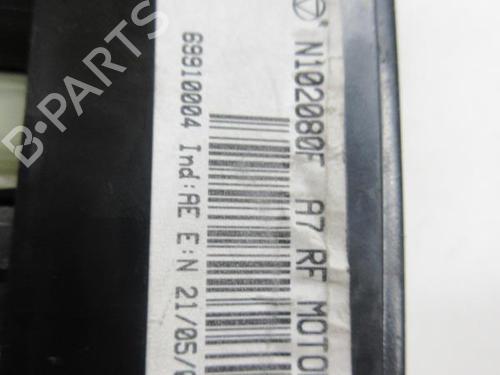 N102080F A7 RF MOTO
69910004 Ind:AE E:N 21/05/
B-PARTS